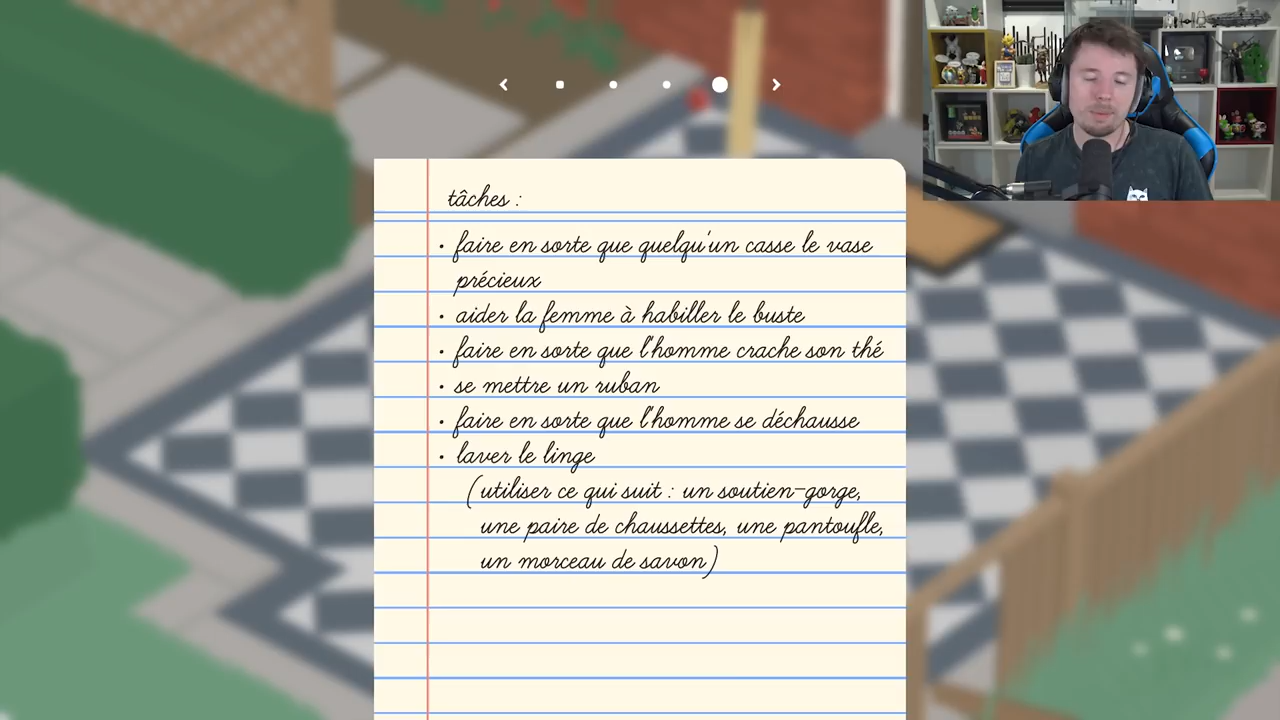 tâches :
• faire en sorte que quelqu'un casse le vase
précieux
• aider la femme à habiller le buste
• faire en sorte que l'homme crache son thé
• se mettre un ruban
• faire en sorte que l'homme se déchausse
• laver le linge
(utiliser ce qui suit : un soutien-gorge,
une paire de chaussettes, une pantoufle,
un morceau de savon)